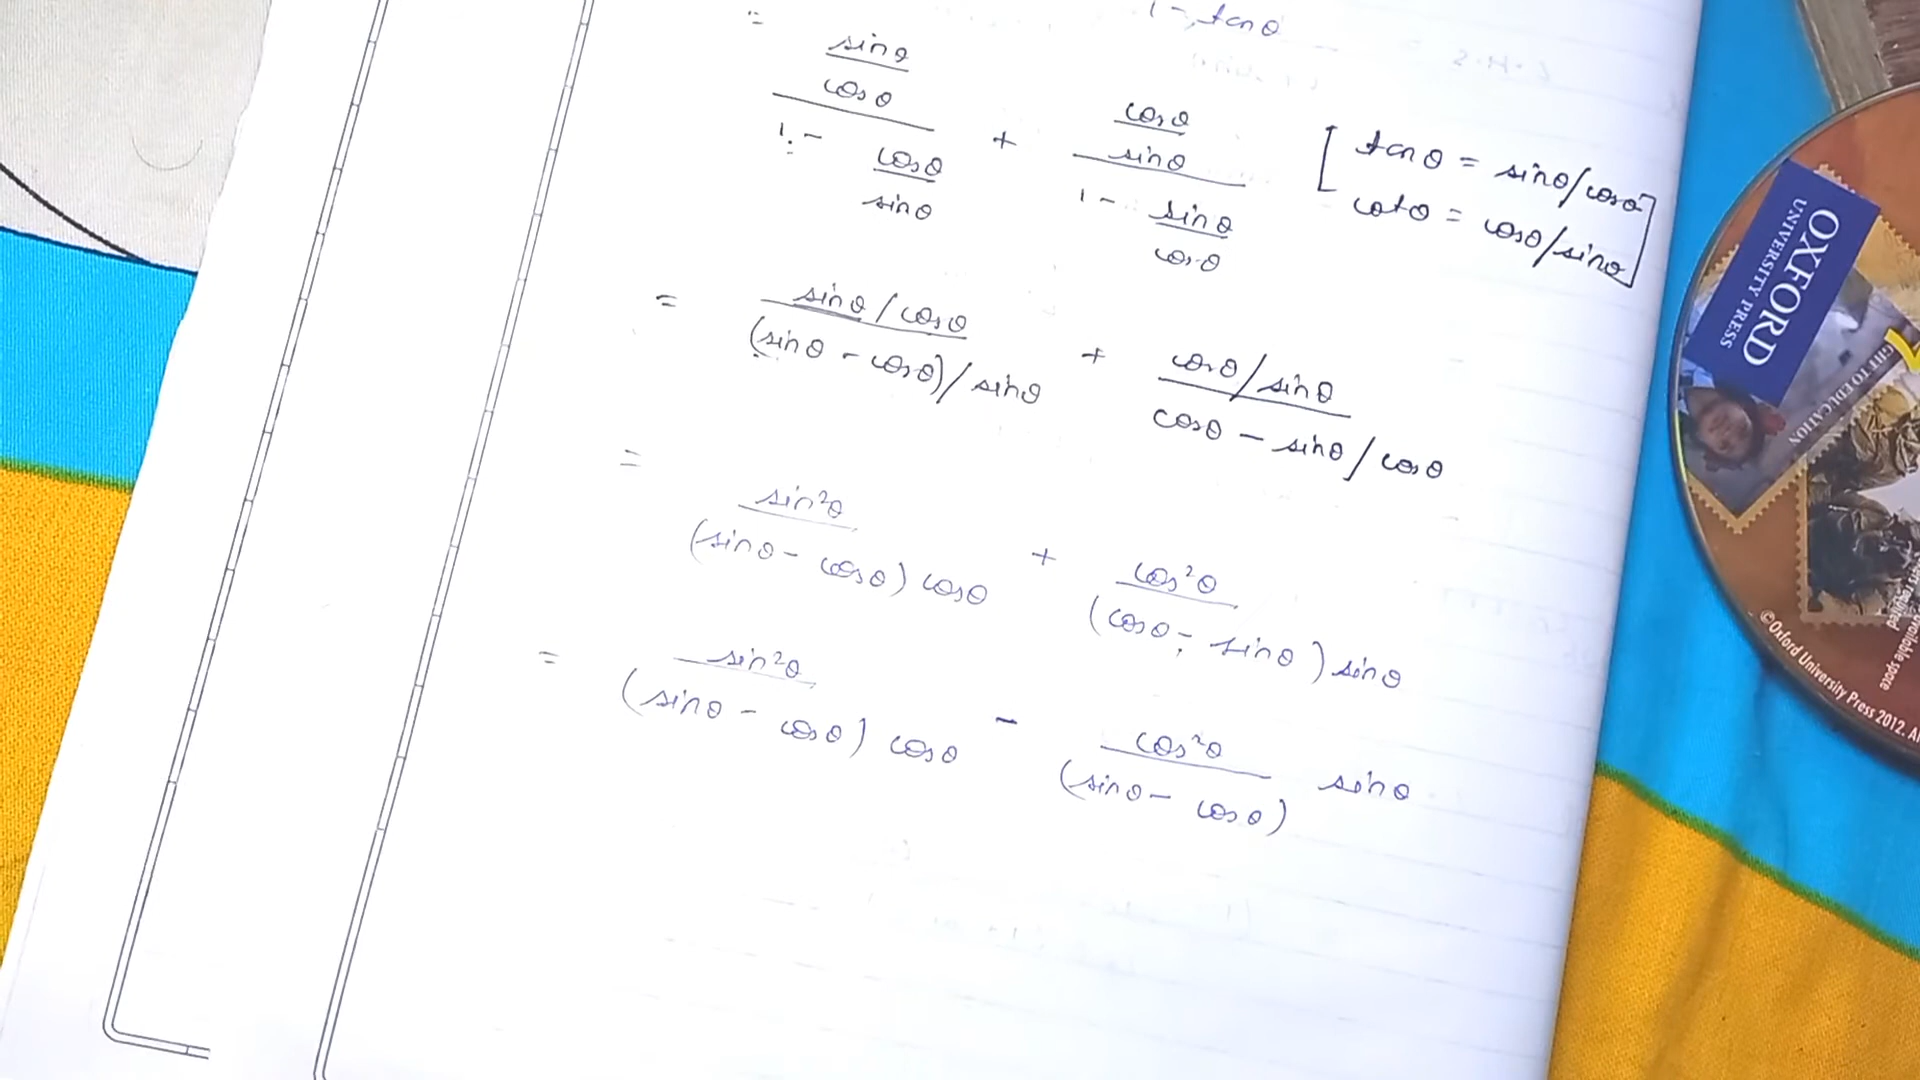 = 1 - tanθ
sinθ/cosθ / 1 - cosθ/sinθ + cosθ/sinθ / 1 - sinθ/cosθ [tanθ = sinθ/cosθ
cotθ = cosθ/sinθ]
= sinθ/cosθ / (sinθ - cosθ)/sinθ + cosθ/sinθ / cosθ - sinθ/cosθ
= sin²θ / (sinθ - cosθ) cosθ + cos²θ / (cosθ - sinθ) sinθ
= sin²θ / (sinθ - cosθ) cosθ - cos²θ / (sinθ - cosθ) sinθ
OXFORD
UNIVERSITY PRESS
GHT TO EDUCATION
©Oxford University Press 2012. Al